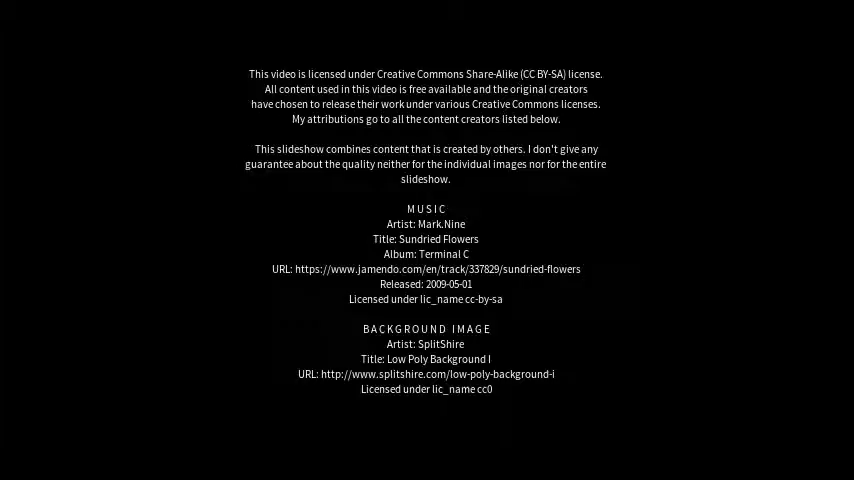 This video is licensed under Creative Commons Share-Alike (CC BY-SA) license.
All content used in this video is free available and the original creators
have chosen to release their work under various Creative Commons licenses.
My attributions go to all the content creators listed below.
This slideshow combines content that is created by others. I don't give any
guarantee about the quality neither for the individual images nor for the entire
slideshow.
MUSIC
Artist: Mark.Nine
Title: Sundried Flowers
Album: Terminal C
URL: https://www.jamendo.com/en/track/337829/sundried-flowers
Released: 2009-05-01
Licensed under lic_name cc-by-sa
BACKGROUND IMAGE
Artist: SplitShire
Title: Low Poly Background I
URL: http://www.splitshire.com/low-poly-background-i
Licensed under lic_name cc0